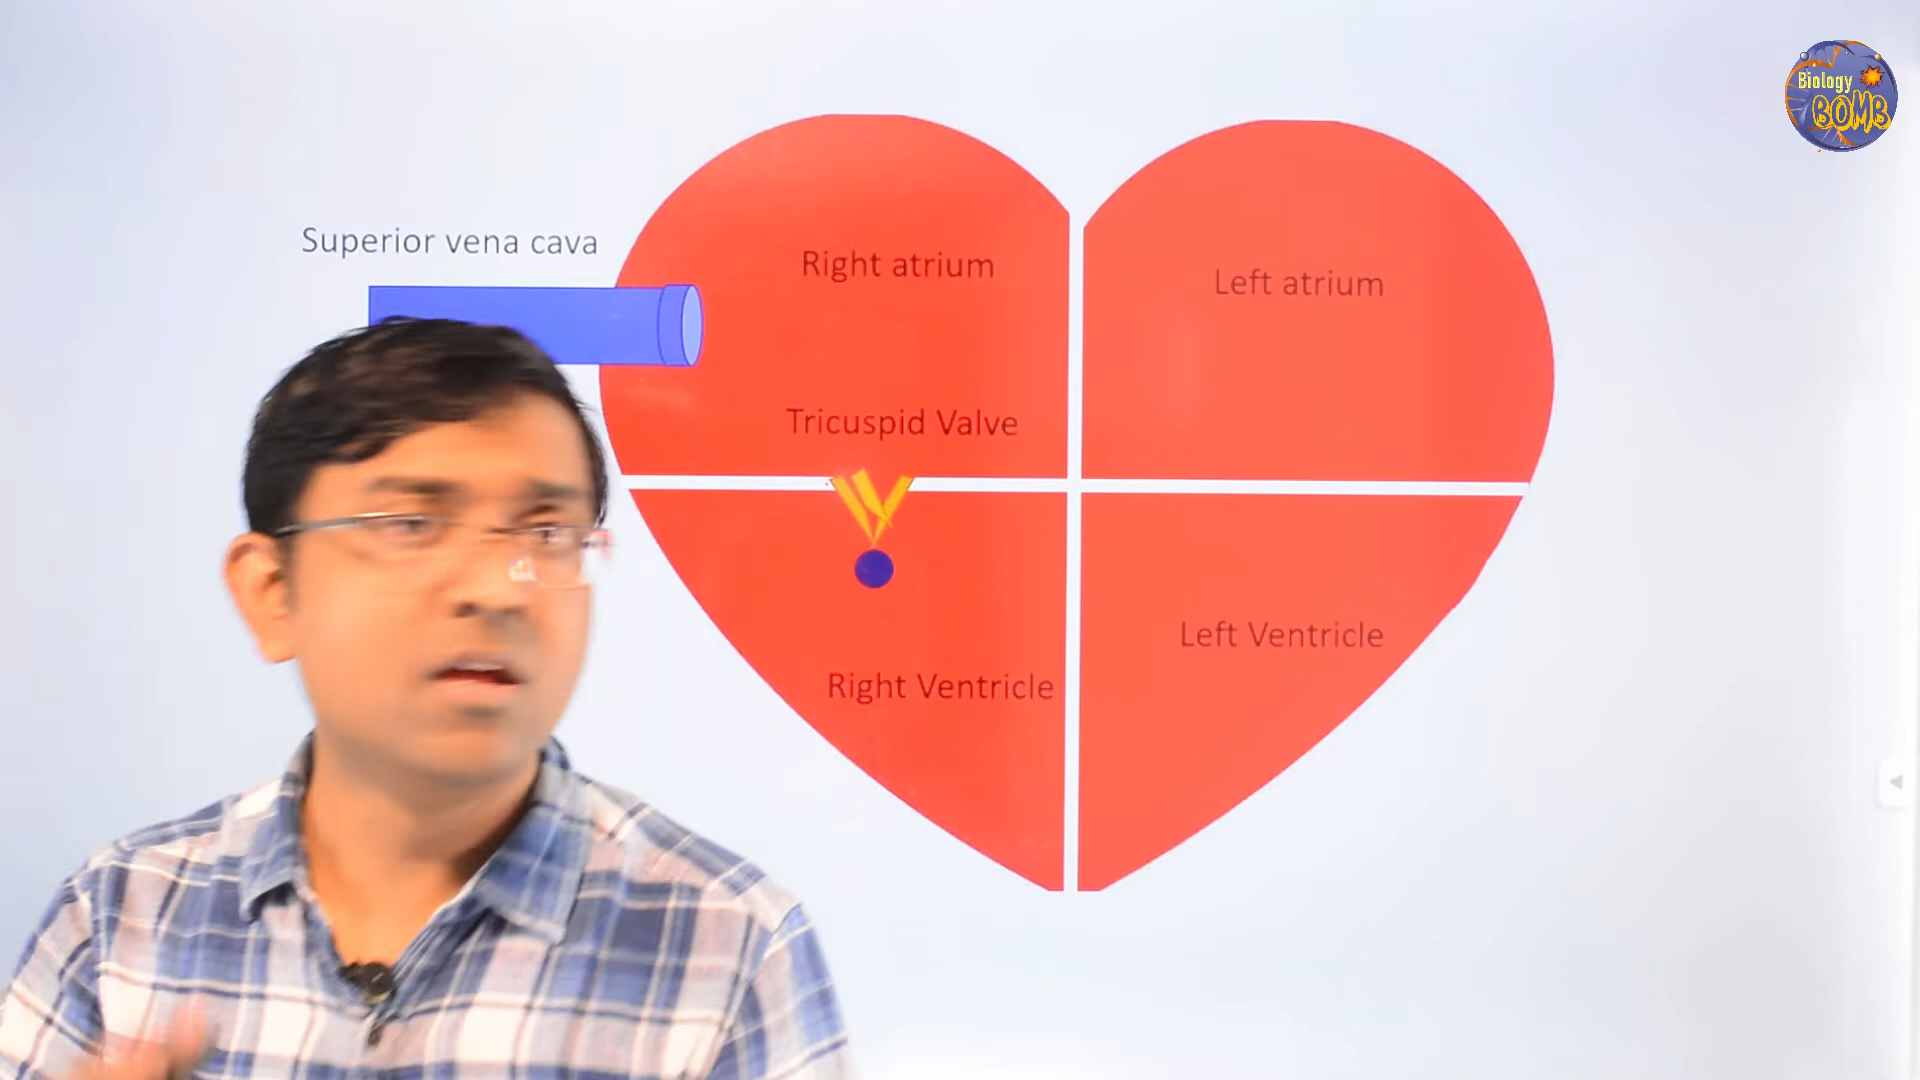 Biology
BOMB
Superior vena cava
Right atrium
Left atrium
Tricuspid Valve
Left Ventricle
Right Ventricle